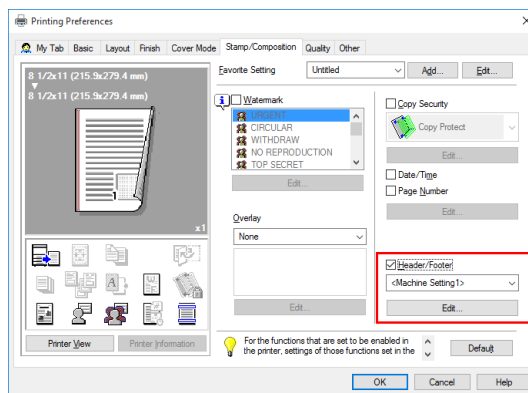 Printing Preferences
My Tab Basic Layout Finish Cover Mode Stamp/Composition Quality Other
8 1/2x11 (215.9x279.4 mm)
8 1/2x11 (215.9x279.4 mm)
1
x1
Printer View Printer Information
Favorite Setting Untitled Add... Edit...
Watermark
URGENT
CIRCULAR
WITHDRAW
NO REPRODUCTION
TOP SECRET
Edit...
Overlay
None
Edit...
Copy Security
Copy Protect
Edit...
Date/Time
Page Number
Edit...
Header/Footer
<Machine Setting1>
Edit...
For the functions that are set to be enabled in
the printer, settings of those functions set in the
Default
OK Cancel Help